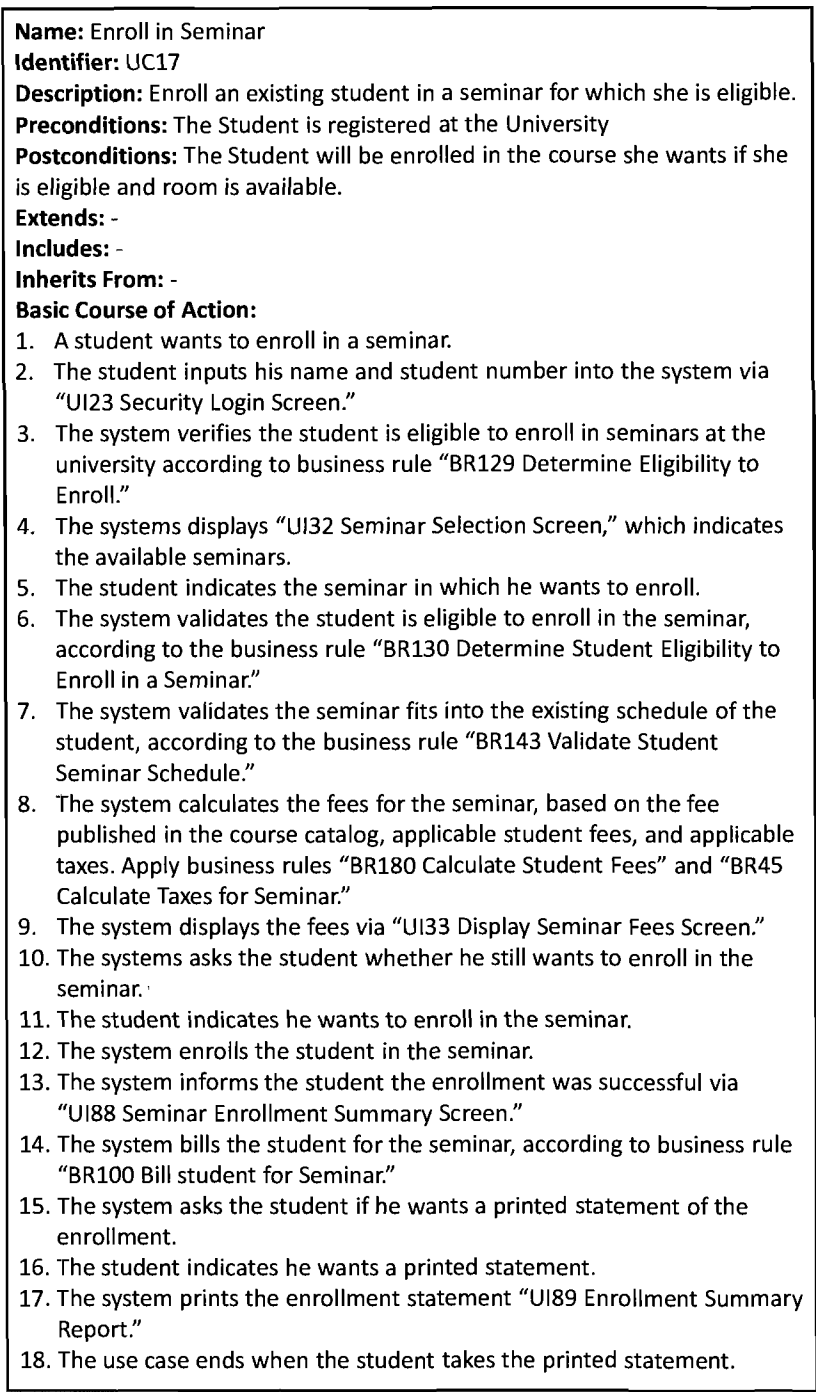 Name: Enroll in Seminar
Identifier: UC17
Description: Enroll an existing student in a seminar for which she is eligible.
Preconditions: The Student is registered at the University
Postconditions: The Student will be enrolled in the course she wants if she
is eligible and room is available.
Extends: -
Includes: -
Inherits From: -
Basic Course of Action:
1. A student wants to enroll in a seminar.
2. The student inputs his name and student number into the system via
"UI23 Security Login Screen."
3. The system verifies the student is eligible to enroll in seminars at the
university according to business rule "BR129 Determine Eligibility to
Enroll."
4. The systems displays "UI32 Seminar Selection Screen," which indicates
the available seminars.
5. The student indicates the seminar in which he wants to enroll.
6. The system validates the student is eligible to enroll in the seminar,
according to the business rule "BR130 Determine Student Eligibility to
Enroll in a Seminar."
7. The system validates the seminar fits into the existing schedule of the
student, according to the business rule "BR143 Validate Student
Seminar Schedule."
8. The system calculates the fees for the seminar, based on the fee
published in the course catalog, applicable student fees, and applicable
taxes. Apply business rules "BR180 Calculate Student Fees" and "BR45
Calculate Taxes for Seminar."
9. The system displays the fees via "UI33 Display Seminar Fees Screen."
10. The systems asks the student whether he still wants to enroll in the
seminar.
11. The student indicates he wants to enroll in the seminar.
12. The system enrolls the student in the seminar.
13. The system informs the student the enrollment was successful via
"UI88 Seminar Enrollment Summary Screen."
14. The system bills the student for the seminar, according to business rule
"BR100 Bill student for Seminar."
15. The system asks the student if he wants a printed statement of the
enrollment.
16. The student indicates he wants a printed statement.
17. The system prints the enrollment statement "UI89 Enrollment Summary
Report."
18. The use case ends when the student takes the printed statement.